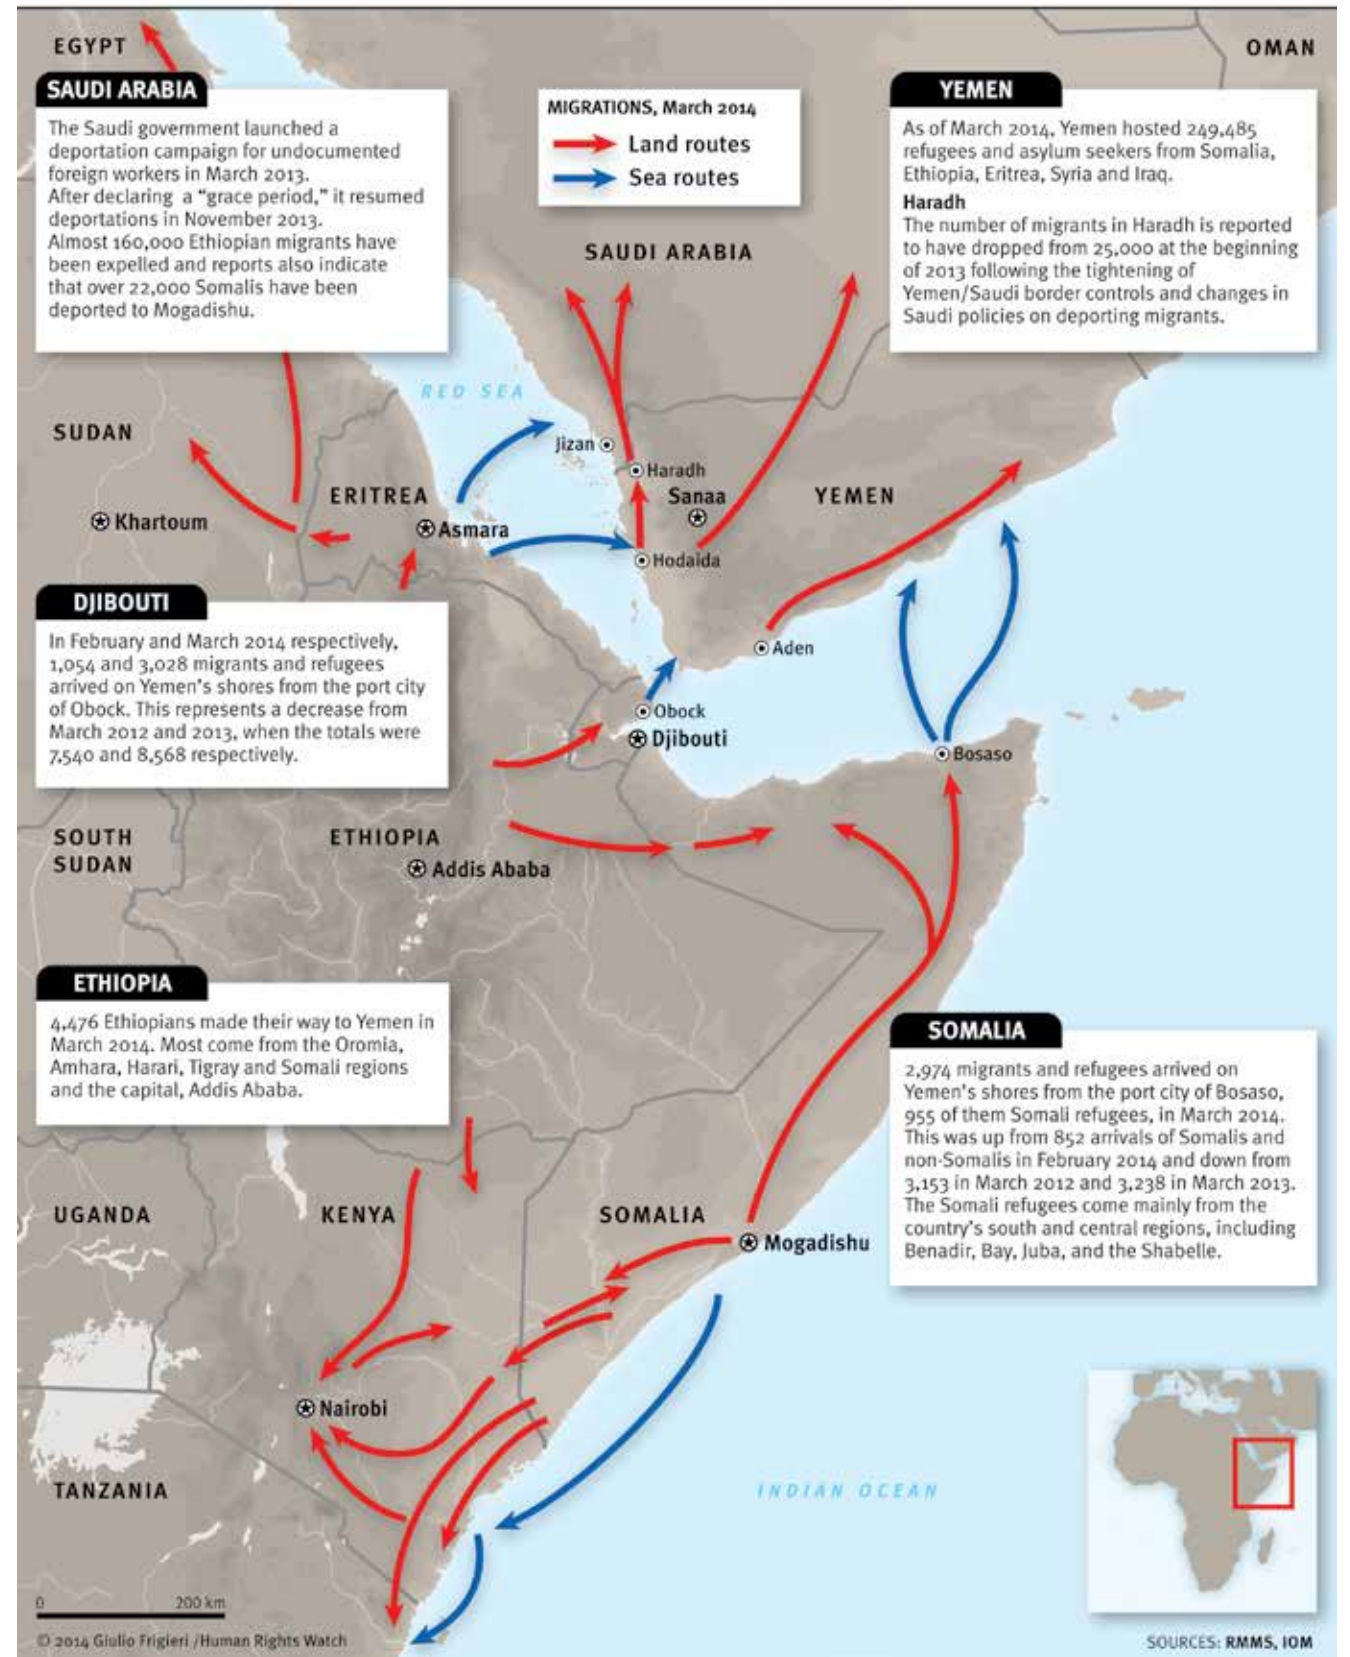 EGYPT
OMAN
SAUDI ARABIA
The Saudi government launched a
deportation campaign for undocumented
foreign workers in March 2013.
After declaring a “grace period,” it resumed
deportations in November 2013.
Almost 160,000 Ethiopian migrants have
been expelled and reports also indicate
that over 22,000 Somalis have been
deported to Mogadishu.
MIGRATIONS, March 2014
Land routes
Sea routes
YEMEN
As of March 2014, Yemen hosted 249,485
refugees and asylum seekers from Somalia,
Ethiopia, Eritrea, Syria and Iraq.
Haradh
The number of migrants in Haradh is reported
to have dropped from 25,000 at the beginning
of 2013 following the tightening of
Yemen/Saudi border controls and changes in
Saudi policies on deporting migrants.
SAUDI ARABIA
RED SEA
SUDAN
Jizan
Haradh
ERITREA
Sanaa
YEMEN
Khartoum
Asmara
Hodaida
DJIBOUTI
In February and March 2014 respectively,
1,054 and 3,028 migrants and refugees
arrived on Yemen’s shores from the port city
of Obock. This represents a decrease from
March 2012 and 2013, when the totals were
7,540 and 8,568 respectively.
Aden
Obock
Djibouti
Bosaso
SOUTH
SUDAN
ETHIOPIA
Addis Ababa
ETHIOPIA
4,476 Ethiopians made their way to Yemen in
March 2014. Most come from the Oromia,
Amhara, Harari, Tigray and Somali regions
and the capital, Addis Ababa.
SOMALIA
2,974 migrants and refugees arrived on
Yemen’s shores from the port city of Bosaso,
955 of them Somali refugees, in March 2014.
This was up from 852 arrivals of Somalis and
non-Somalis in February 2014 and down from
3,153 in March 2012 and 3,238 in March 2013.
The Somali refugees come mainly from the
country’s south and central regions, including
Benadir, Bay, Juba, and the Shabelle.
UGANDA
KENYA
SOMALIA
Mogadishu
Nairobi
TANZANIA
INDIAN OCEAN
0 200 km
© 2014 Giulio Frigieri /Human Rights Watch
SOURCES: RMMS, IOM